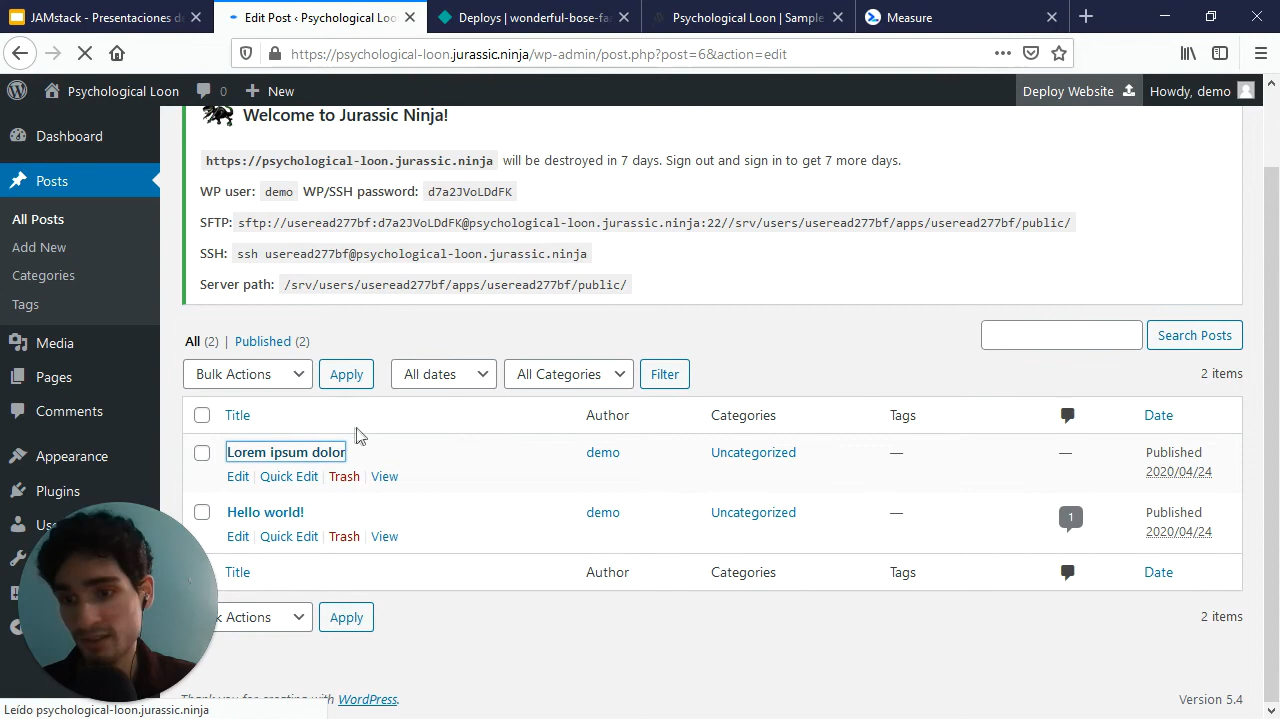 JAMstack - Presentaciones de
Edit Post ‹ Psychological Loon
Deploys | wonderful-bose-fa
Psychological Loon | Sample
Measure
https://psychological-loon.jurassic.ninja/wp-admin/post.php?post=6&action=edit
Psychological Loon
0
New
Deploy Website
Howdy, demo
Dashboard
Posts
All Posts
Add New
Categories
Tags
Media
Pages
Comments
Appearance
Plugins
Welcome to Jurassic Ninja!
https://psychological-loon.jurassic.ninja will be destroyed in 7 days. Sign out and sign in to get 7 more days.
WP user: demo WP/SSH password: d7a2JVoLDdFK
SFTP: sftp://useread277bf:d7a2JVoLDdFK@psychological-loon.jurassic.ninja:22//srv/users/useread277bf/apps/useread277bf/public/
SSH: ssh useread277bf@psychological-loon.jurassic.ninja
Server path: /srv/users/useread277bf/apps/useread277bf/public/
All (2) | Published (2)
Search Posts
Bulk Actions
Apply
All dates
All Categories
Filter
2 items
Title
Author
Categories
Tags
Date
Lorem ipsum dolor
demo
Uncategorized
—
—
Published
2020/04/24
Edit | Quick Edit | Trash | View
Hello world!
demo
Uncategorized
—
1
Published
2020/04/24
Edit | Quick Edit | Trash | View
Title
Author
Categories
Tags
Date
Actions
Apply
2 items
Thank you for creating with WordPress.
Version 5.4
Leído psychological-loon.jurassic.ninja